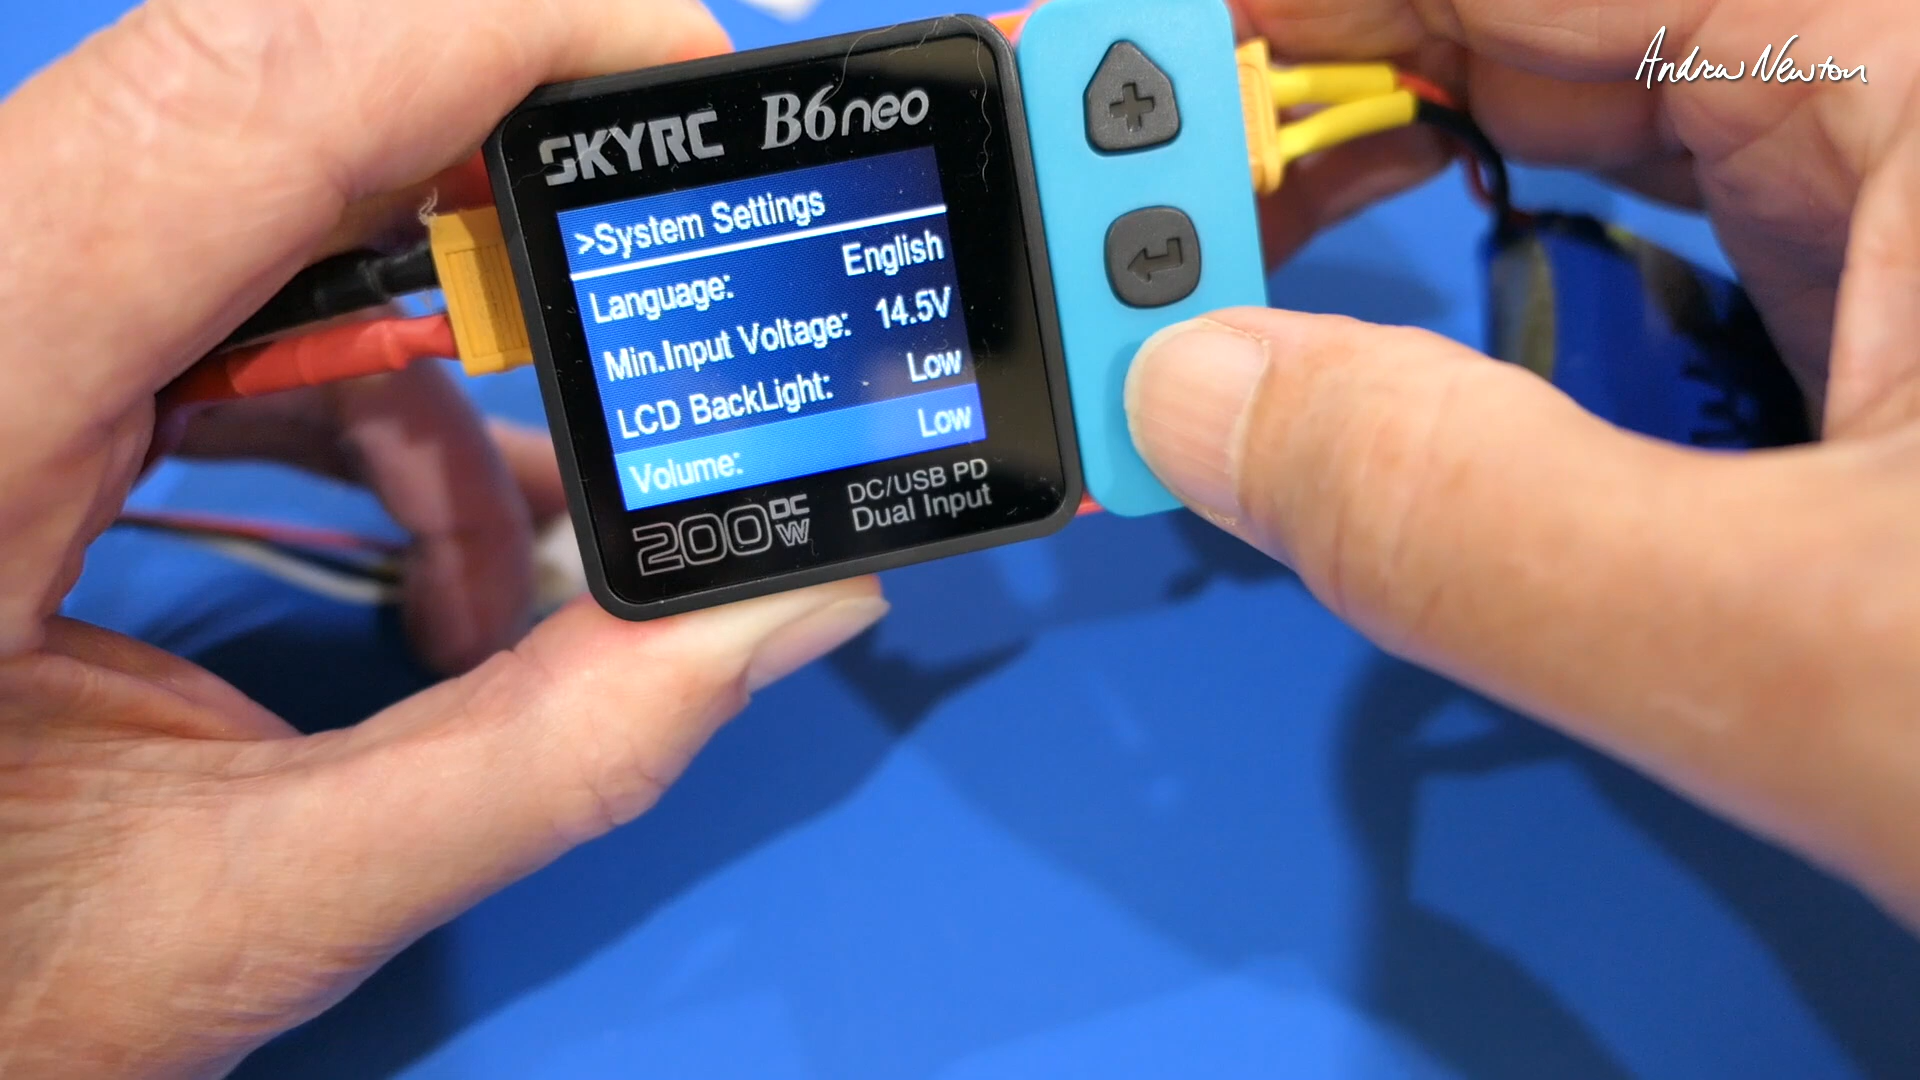 SKYRC B6neo
>System Settings
Language: English
Min.Input Voltage: 14.5V
LCD BackLight: Low
Volume: Low
200 DC W
DC/USB PD
Dual Input
Andrew Newton